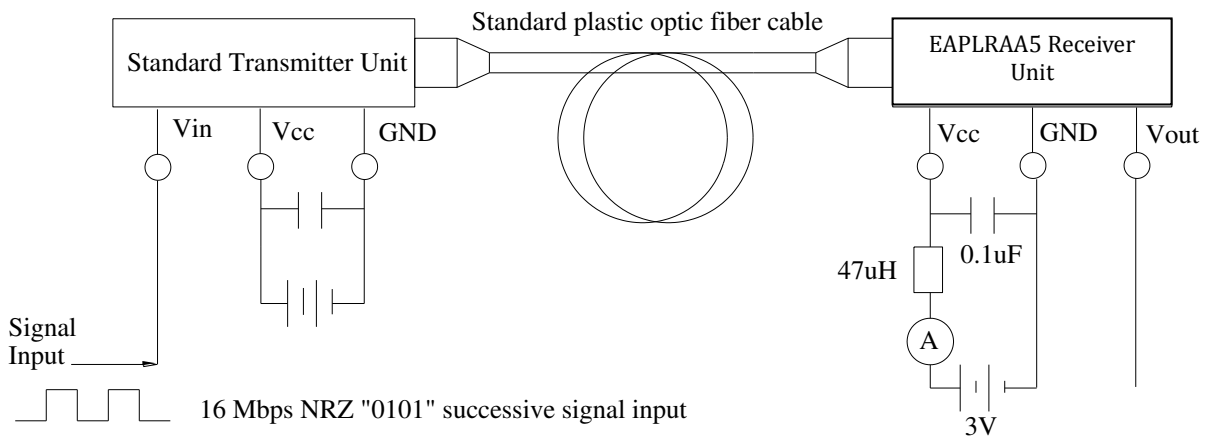 Standard plastic optic fiber cable
Standard Transmitter Unit
EAPLRAA5 Receiver
Unit
Vin
Vcc
GND
Vcc
GND
Vout
47uH
0.1uF
A
3V
Signal
Input
16 Mbps NRZ "0101" successive signal input